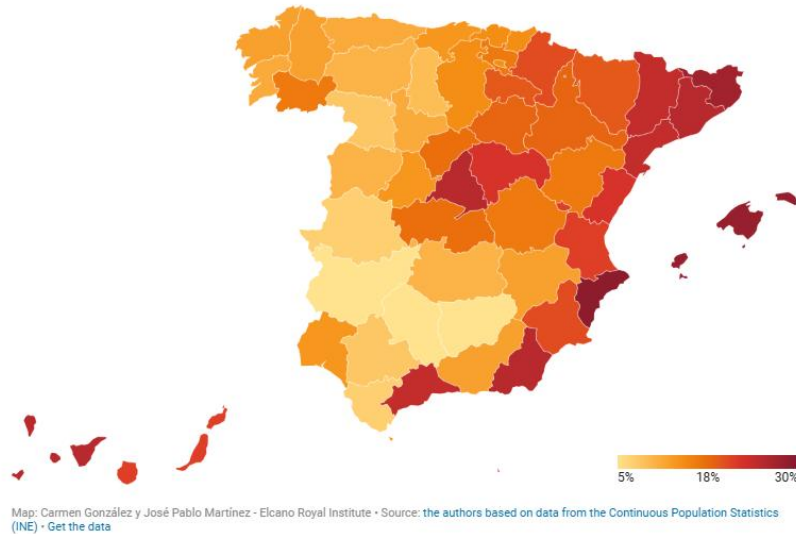 5% 18% 30%
Map: Carmen González y José Pablo Martínez - Elcano Royal Institute • Source: the authors based on data from the Continuous Population Statistics
(INE) • Get the data